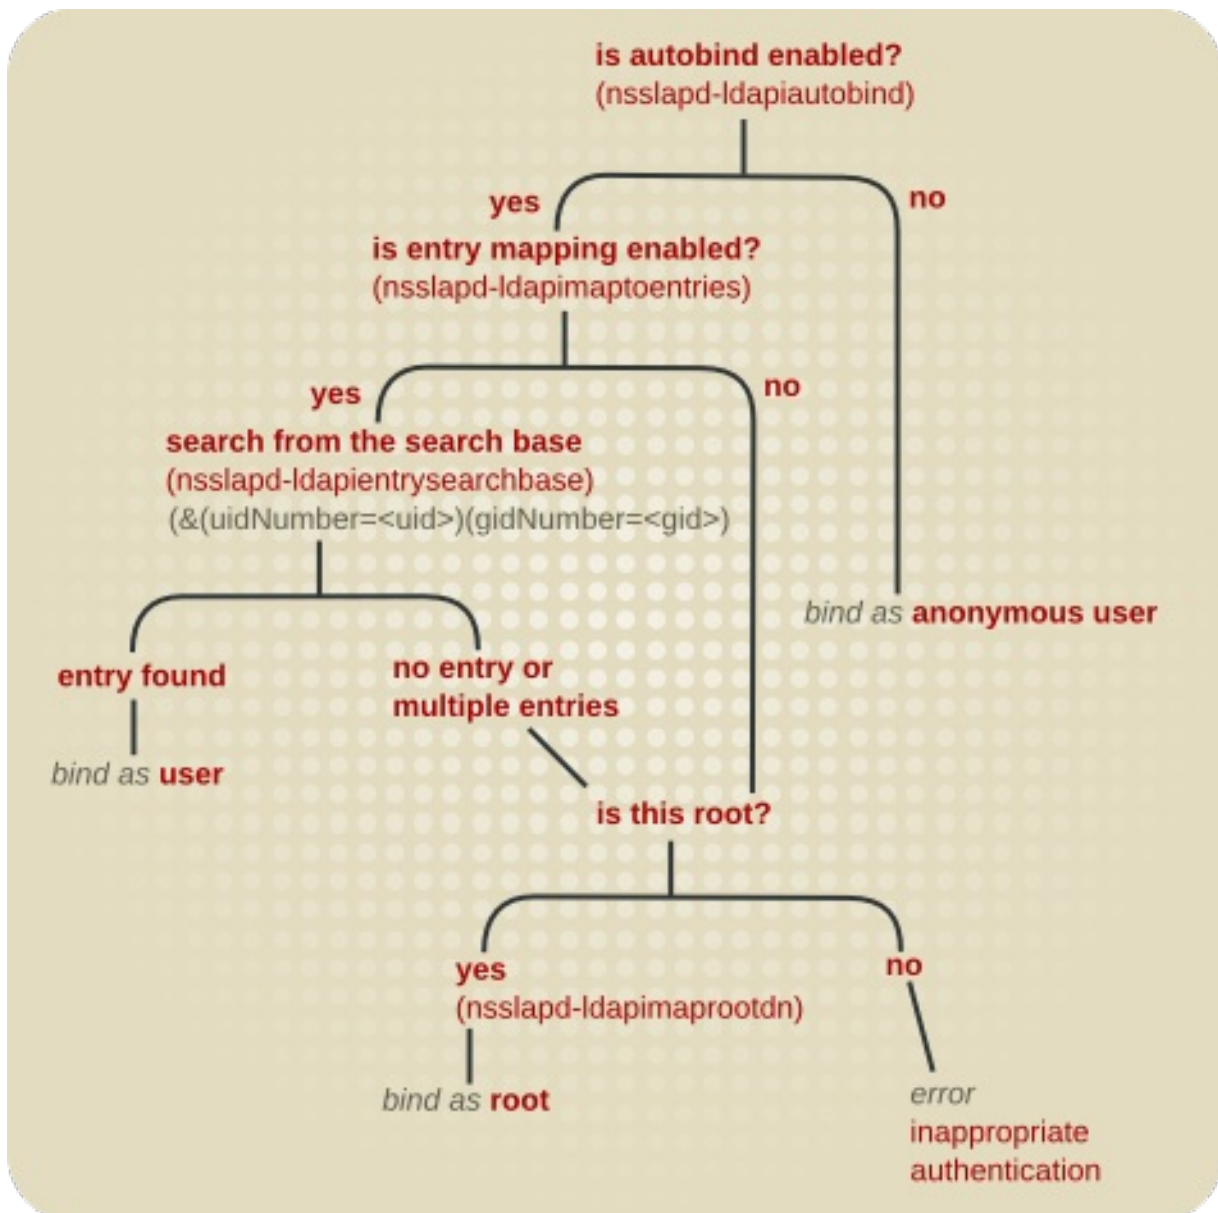 is autobind enabled?
(nsslapd-ldapiautobind)
yes
no
is entry mapping enabled?
(nsslapd-ldapimaptoentries)
yes
no
search from the search base
(nsslapd-ldapientrysearchbase)
(&(uidNumber=<uid>)(gidNumber=<gid>)
bind as anonymous user
entry found
no entry or
multiple entries
bind as user
is this root?
yes
no
(nsslapd-ldapimaprootdn)
bind as root
error
inappropriate
authentication